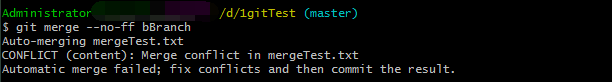 Administrator /d/1gitTest (master)
$ git merge --no-ff bBranch
Auto-merging mergeTest.txt
CONFLICT (content): Merge conflict in mergeTest.txt
Automatic merge failed; fix conflicts and then commit the result.